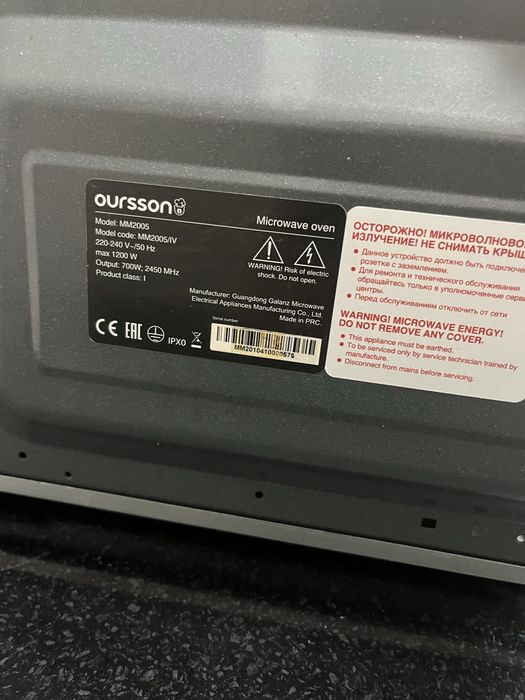 oursson
Microwave oven
Model: MM2005
Model code: MM2005/IV
220-240 V~/50 Hz
max 1200 W
Output: 700W; 2450 MHz
Product class: I
WARNING! Risk of electric
shock. Do not open.
Manufacturer: Guangdong Galanz Microwave
Electrical Appliances Manufacturing Co., Ltd.
Made in PRC.
CE EAC IPX0
Serial number
MM2010410000579
ОСТОРОЖНО! МИКРОВОЛНОВО
ИЗЛУЧЕНИЕ! НЕ СНИМАТЬ КРЫШ
• Данное устройство должно быть подключе
розетке с заземлением.
• Для ремонта и технического обслуживания
обращайтесь только в уполномоченные серв
центры.
• Перед обслуживанием отключить от сети
WARNING! MICROWAVE ENERGY!
DO NOT REMOVE ANY COVER.
• This appliance must be earthed.
• To be serviced only by service technician trained by
manufacture.
• Disconnect from mains before servicing.